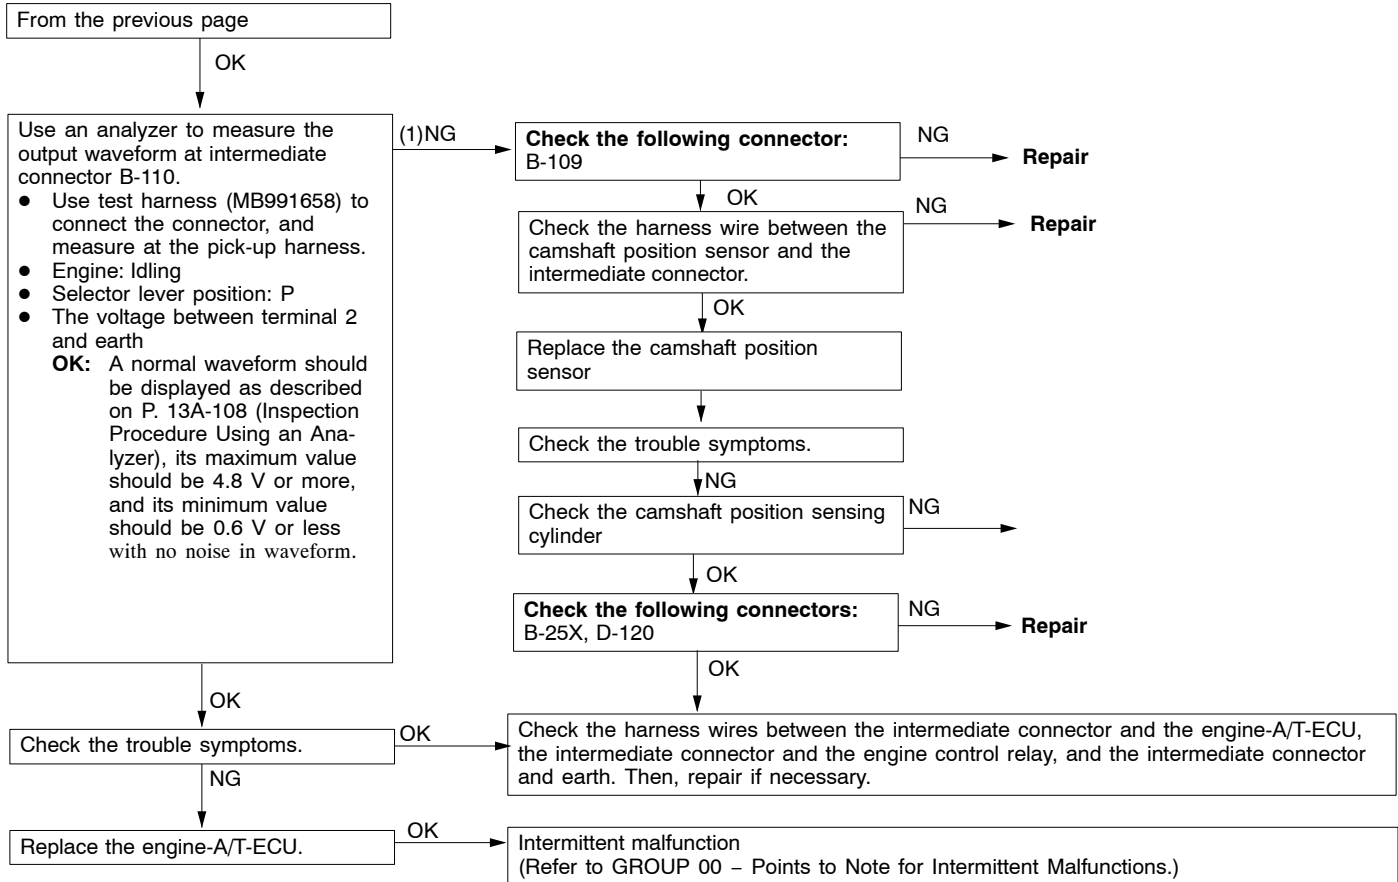 From the previous page
OK
Use an analyzer to measure the
output waveform at intermediate
connector B-110.
● Use test harness (MB991658) to
connect the connector, and
measure at the pick-up harness.
● Engine: Idling
● Selector lever position: P
● The voltage between terminal 2
and earth
OK: A normal waveform should
be displayed as described
on P. 13A-108 (Inspection
Procedure Using an Ana-
lyzer), its maximum value
should be 4.8 V or more,
and its minimum value
should be 0.6 V or less
with no noise in waveform.
(1)NG
Check the following connector:
B-109
NG
Repair
OK
Check the harness wire between the
camshaft position sensor and the
intermediate connector.
NG
Repair
OK
Replace the camshaft position
sensor
Check the trouble symptoms.
NG
Check the camshaft position sensing
cylinder
NG
OK
Check the following connectors:
B-25X, D-120
NG
Repair
OK
OK
Check the trouble symptoms.
OK
Check the harness wires between the intermediate connector and the engine-A/T-ECU,
the intermediate connector and the engine control relay, and the intermediate connector
and earth. Then, repair if necessary.
NG
Replace the engine-A/T-ECU.
OK
Intermittent malfunction
(Refer to GROUP 00 – Points to Note for Intermittent Malfunctions.)